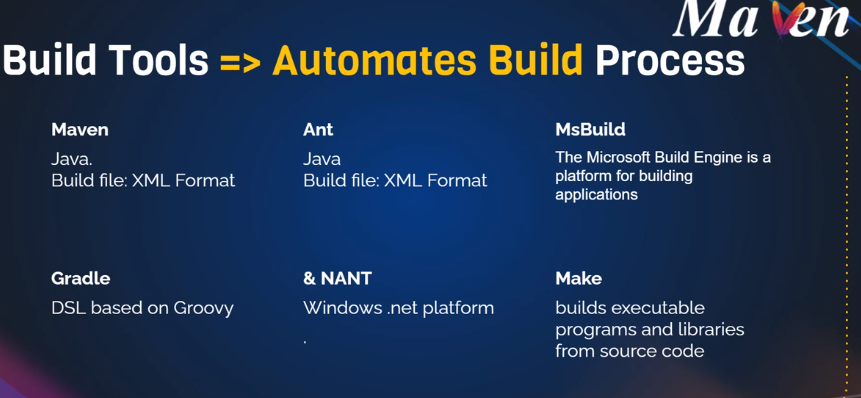 Maven
Build Tools => Automates Build Process
Maven
Java.
Build file: XML Format
Ant
Java
Build file: XML Format
MsBuild
The Microsoft Build Engine is a
platform for building
applications
Gradle
DSL based on Groovy
& NANT
Windows .net platform
.
Make
builds executable
programs and libraries
from source code